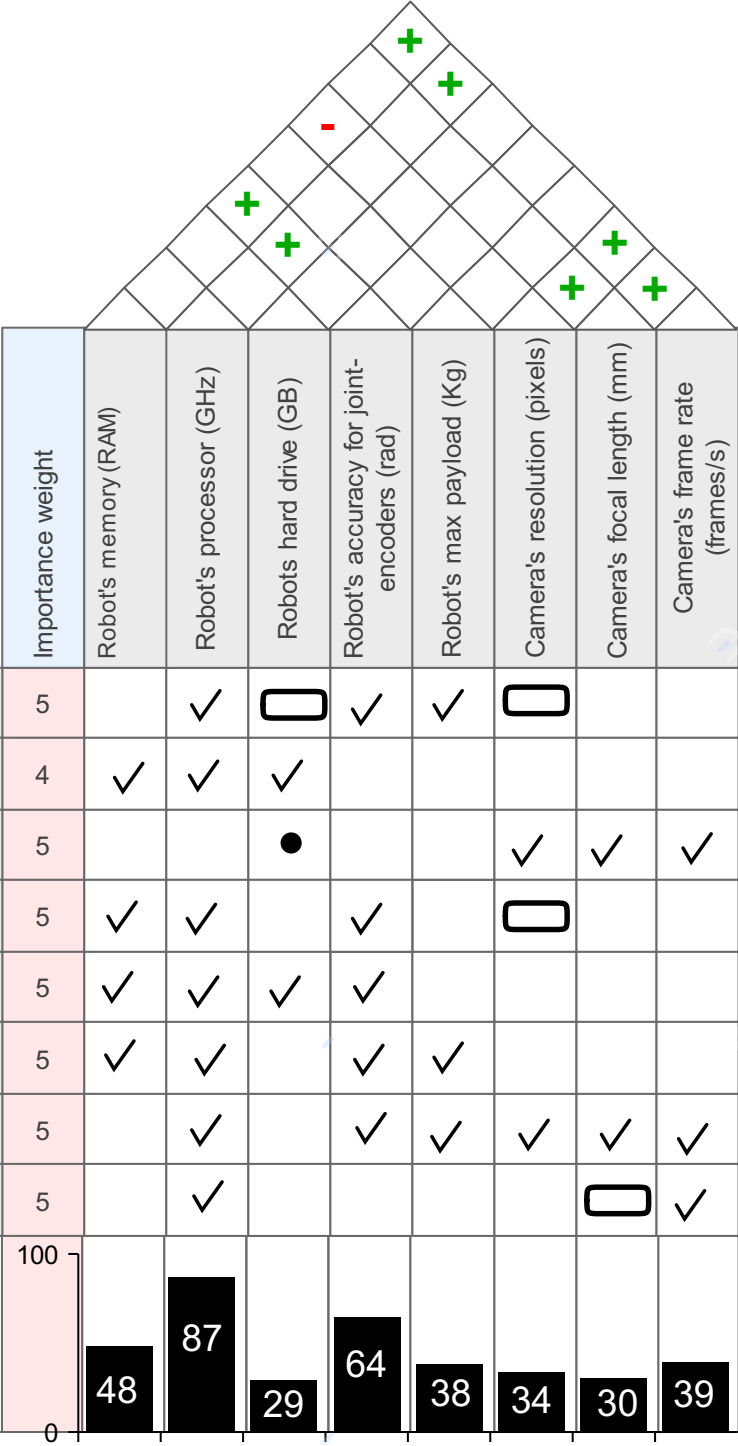 +
+
-
+
+
+
+
+
Importance weight
Robot's memory (RAM)
Robot's processor (GHz)
Robots hard drive (GB)
Robot's accuracy for joint-
encoders (rad)
Robot's max payload (Kg)
Camera's resolution (pixels)
Camera's focal length (mm)
Camera's frame rate
(frames/s)
5
4
5
5
5
5
5
5
100
0
48
87
29
64
38
34
30
39